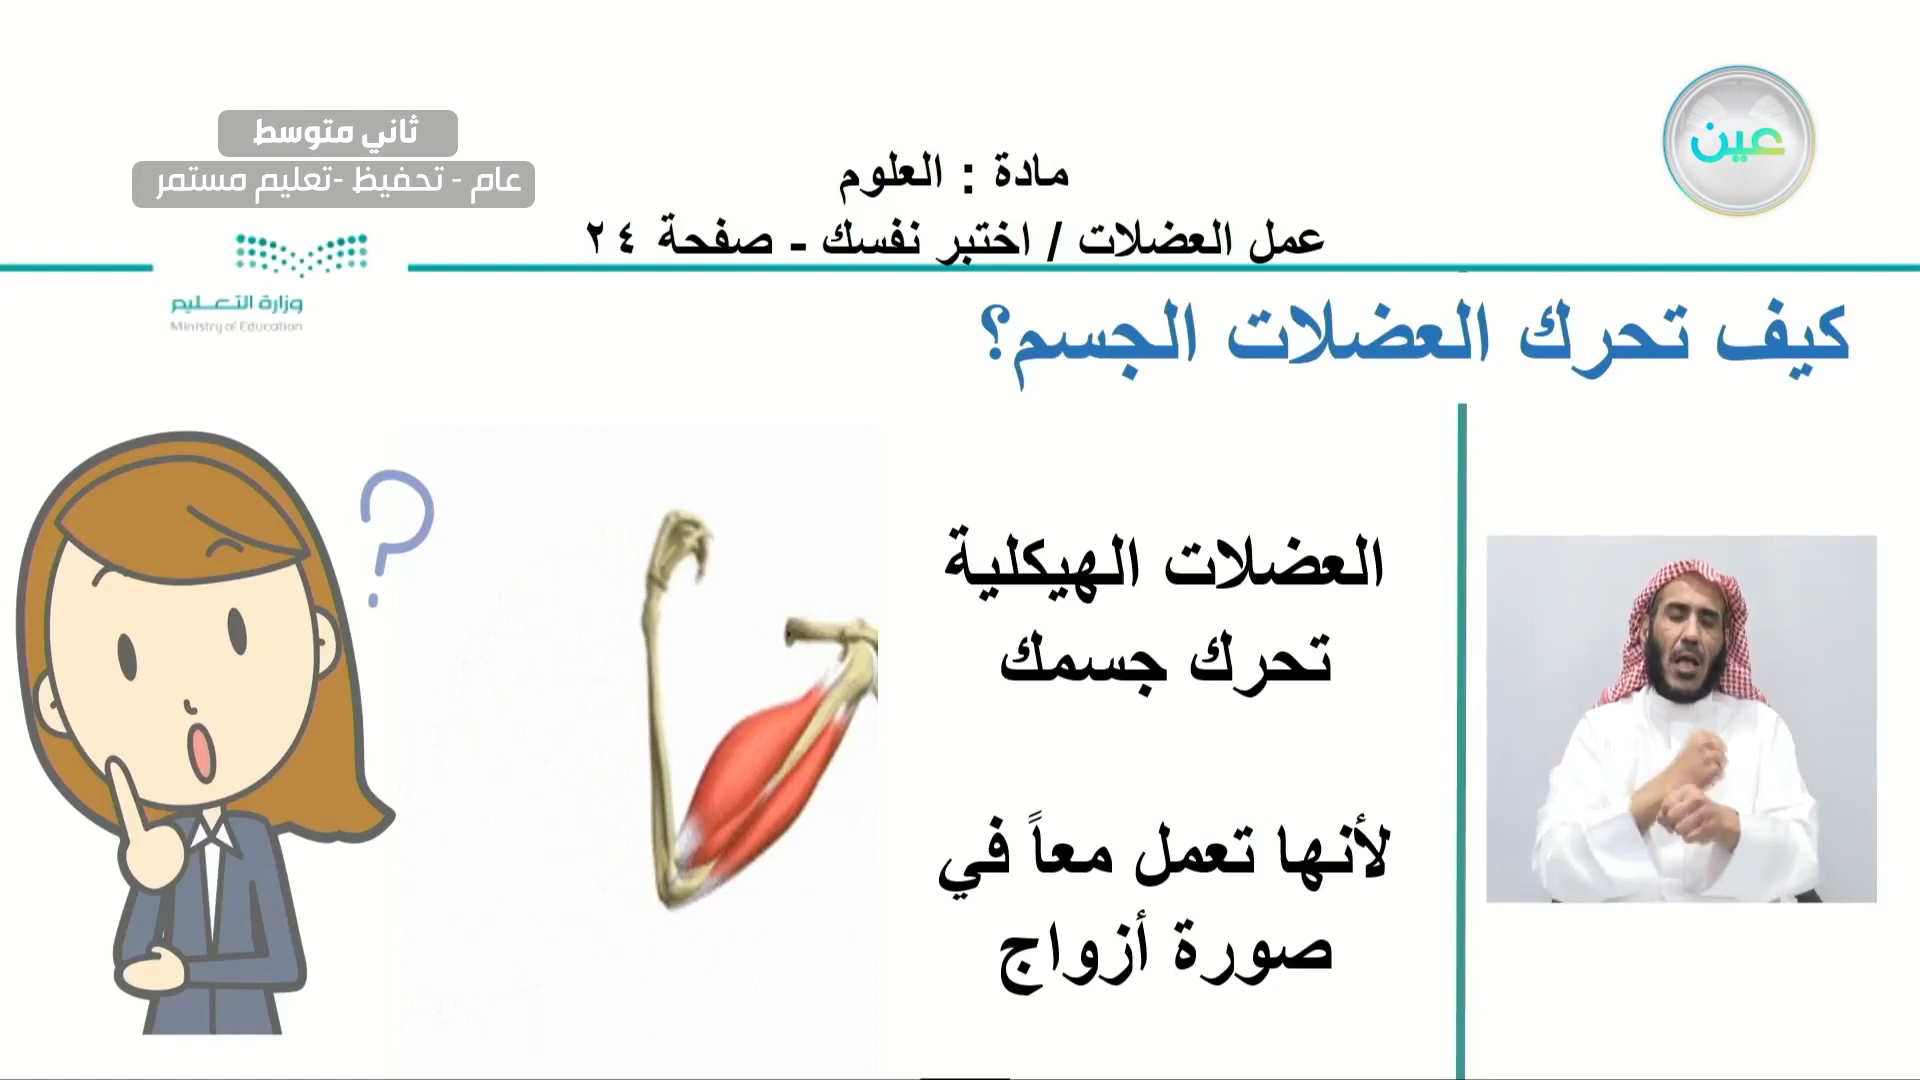 عين
ثاني متوسط
عام - تحفيظ -تعليم مستمر
مادة : العلوم
عمل العضلات / اختبر نفسك - صفحة ٢٤
وزارة التعليم
Ministry of Education
كيف تحرك العضلات الجسم؟
العضلات الهيكلية
تحرك جسمك
لأنها تعمل معاً في
صورة أزواج